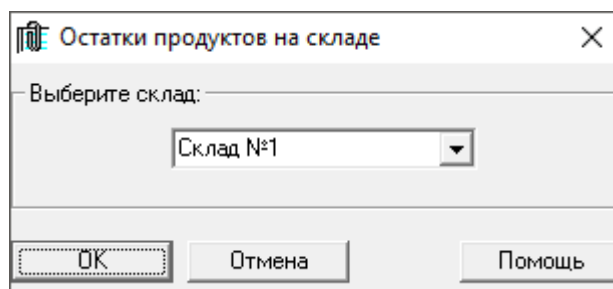 Остатки продуктов на складе
Выберите склад:
Склад №1
OK
Отмена
Помощь